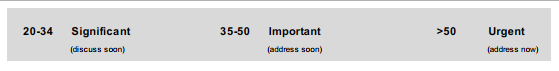 20-34 Significant 35-50 Important >50 Urgent
(discuss soon) (address soon) (address now)